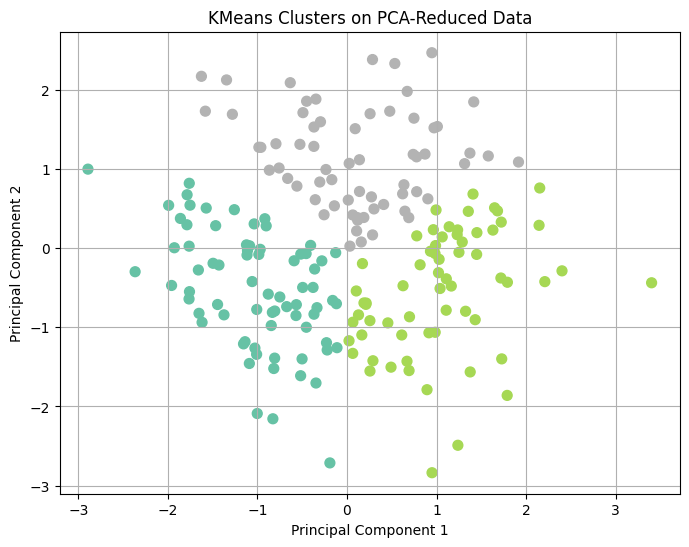 KMeans Clusters on PCA-Reduced Data
Principal Component 2
2
1
0
−1
−2
−3
−3 −2 −1 0 1 2 3
Principal Component 1